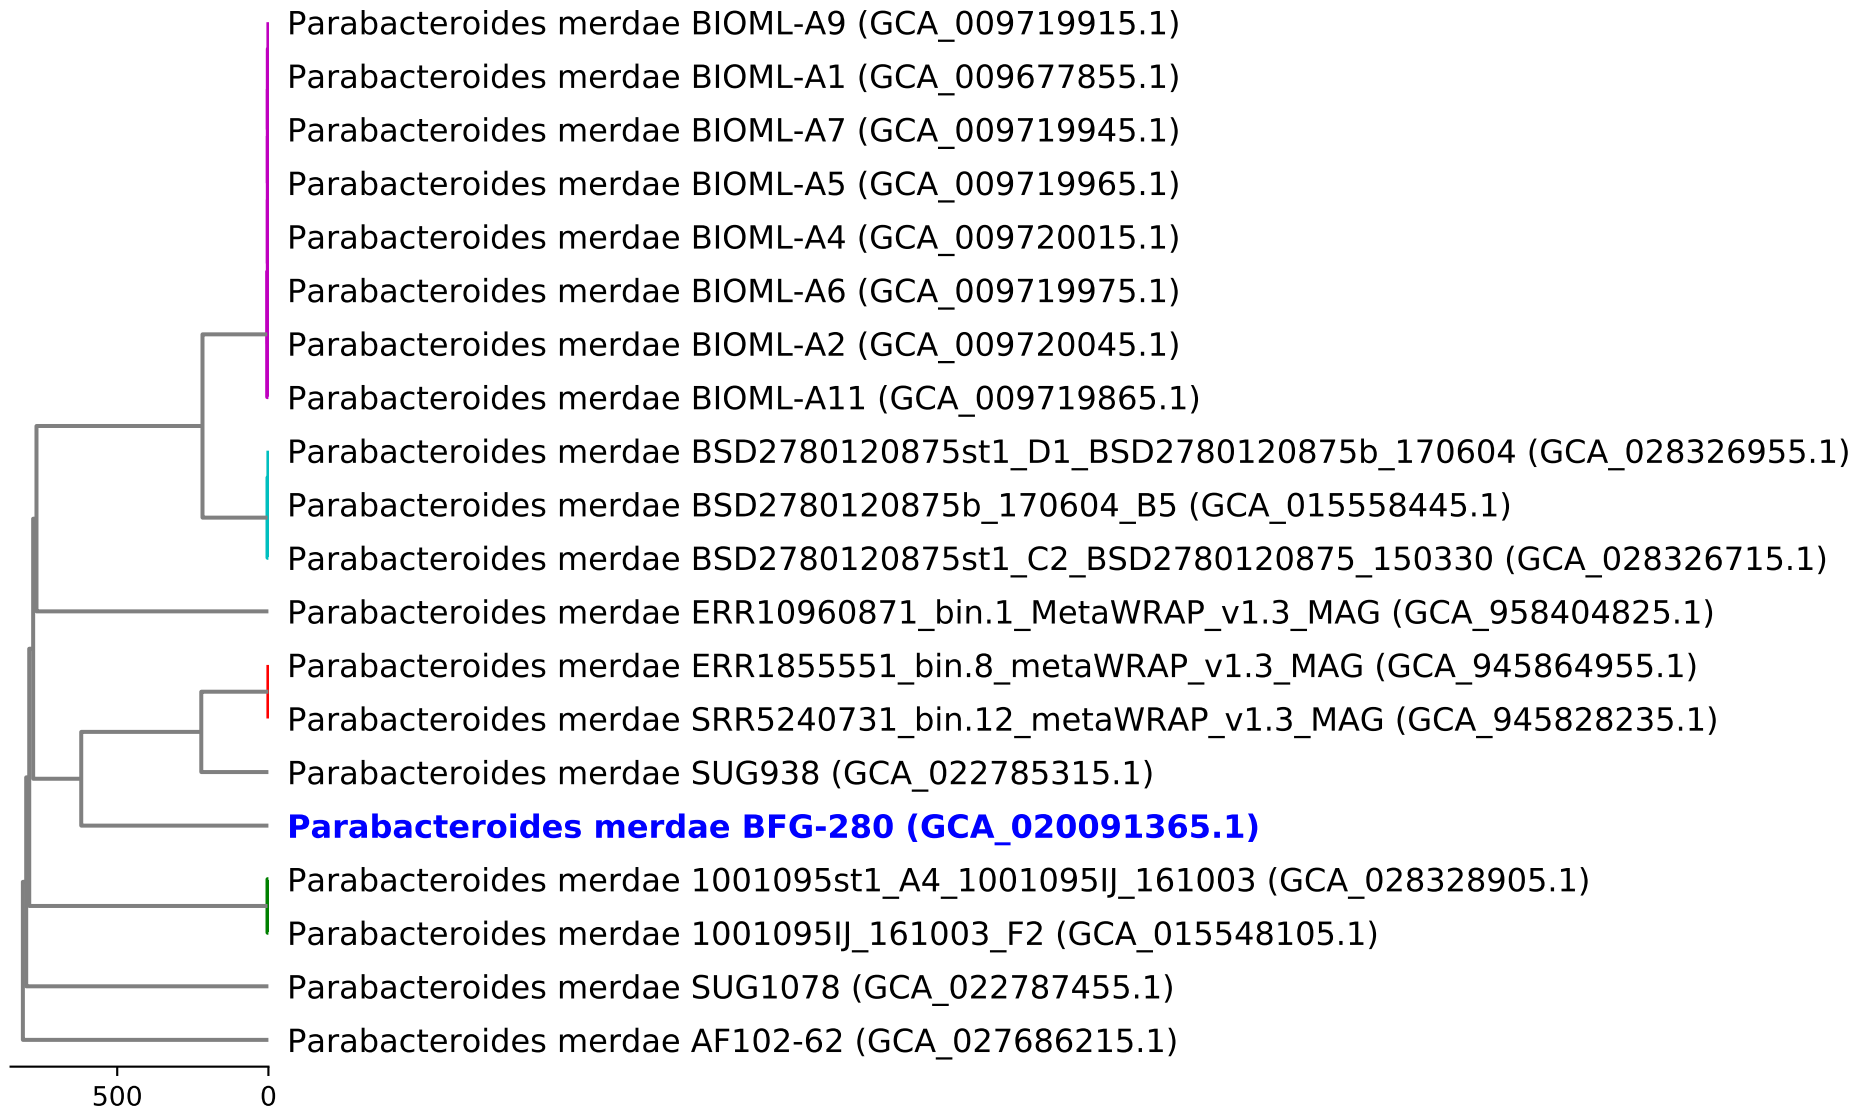 Parabacteroides merdae BIOML-A9 (GCA_009719915.1)
Parabacteroides merdae BIOML-A1 (GCA_009677855.1)
Parabacteroides merdae BIOML-A7 (GCA_009719945.1)
Parabacteroides merdae BIOML-A5 (GCA_009719965.1)
Parabacteroides merdae BIOML-A4 (GCA_009720015.1)
Parabacteroides merdae BIOML-A6 (GCA_009719975.1)
Parabacteroides merdae BIOML-A2 (GCA_009720045.1)
Parabacteroides merdae BIOML-A11 (GCA_009719865.1)
Parabacteroides merdae BSD2780120875st1_D1_BSD2780120875b_170604 (GCA_028326955.1)
Parabacteroides merdae BSD2780120875b_170604_B5 (GCA_015558445.1)
Parabacteroides merdae BSD2780120875st1_C2_BSD2780120875_150330 (GCA_028326715.1)
Parabacteroides merdae ERR10960871_bin.1_MetaWRAP_v1.3_MAG (GCA_958404825.1)
Parabacteroides merdae ERR1855551_bin.8_metaWRAP_v1.3_MAG (GCA_945864955.1)
Parabacteroides merdae SRR5240731_bin.12_metaWRAP_v1.3_MAG (GCA_945828235.1)
Parabacteroides merdae SUG938 (GCA_022785315.1)
Parabacteroides merdae BFG-280 (GCA_020091365.1)
Parabacteroides merdae 1001095st1_A4_1001095IJ_161003 (GCA_028328905.1)
Parabacteroides merdae 1001095IJ_161003_F2 (GCA_015548105.1)
Parabacteroides merdae SUG1078 (GCA_022787455.1)
Parabacteroides merdae AF102-62 (GCA_027686215.1)
500 0